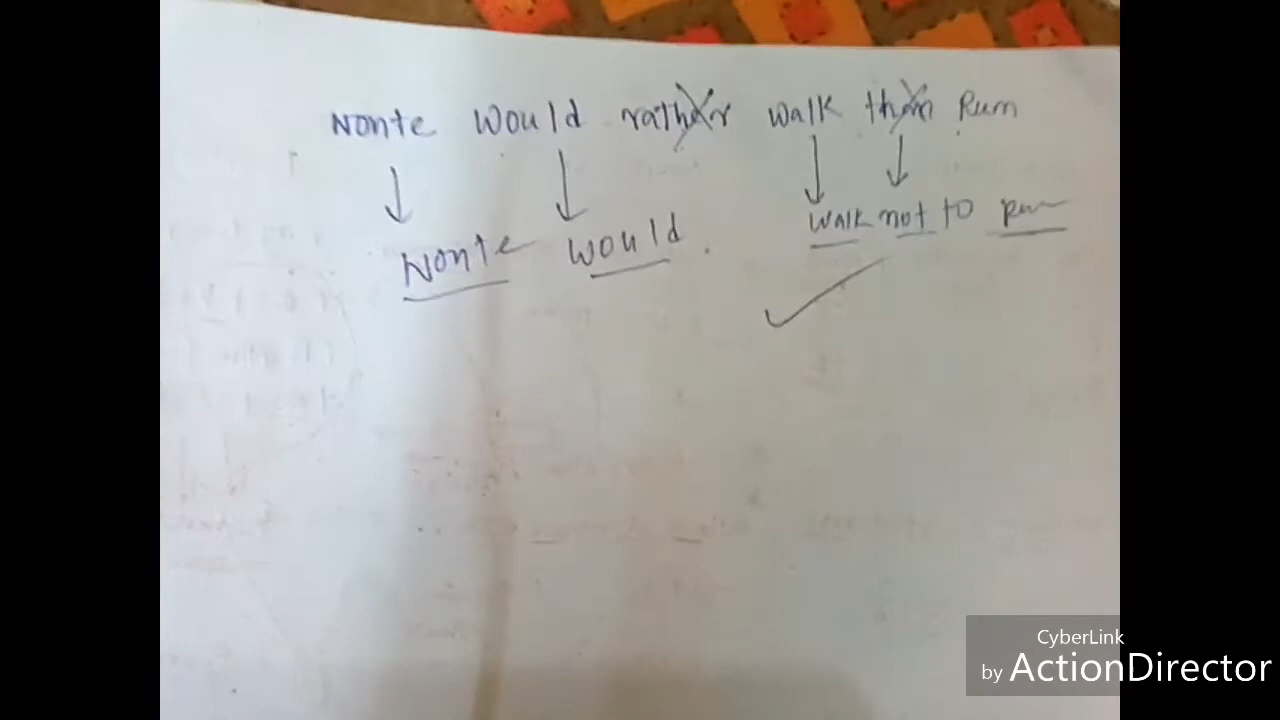 Nonte would rather walk than Run
Nonte would. walk not to Run
CyberLink
by ActionDirector